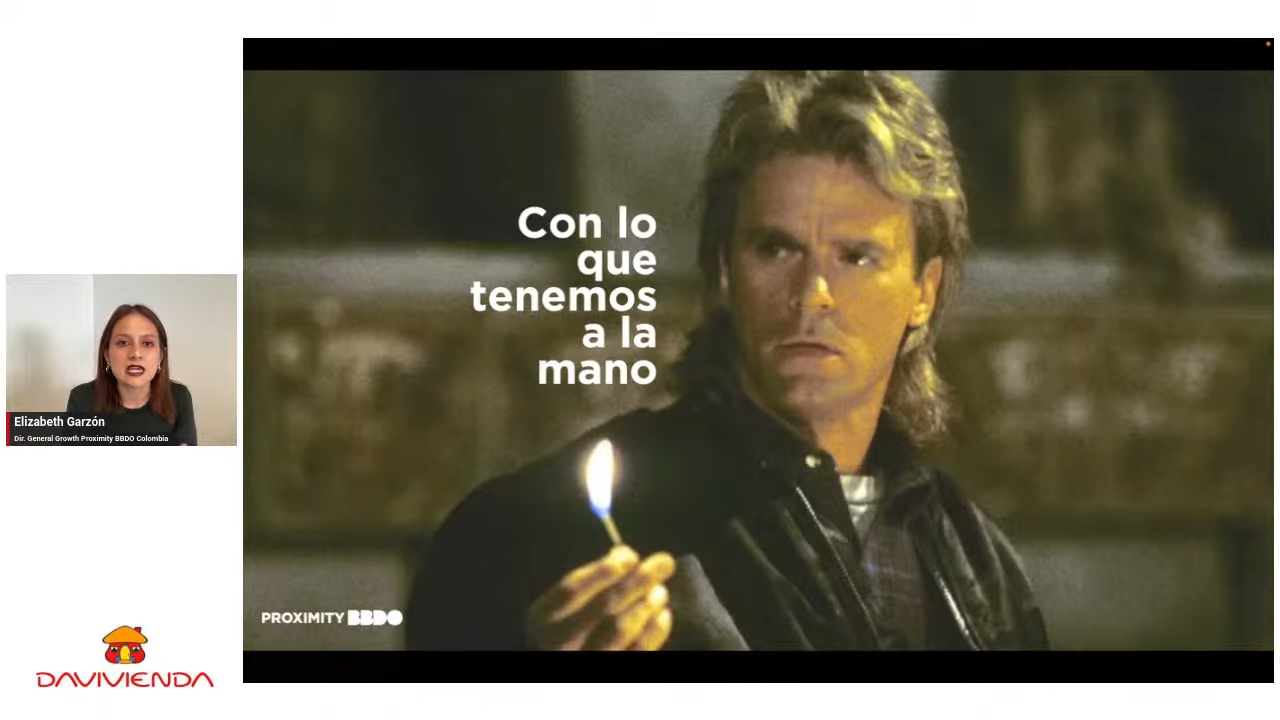 Con lo
que
tenemos
a la
mano
Elizabeth Garzón
Dir. General Growth Proximity BBDO Colombia
PROXIMITY BBDO
DAVIVIENDA